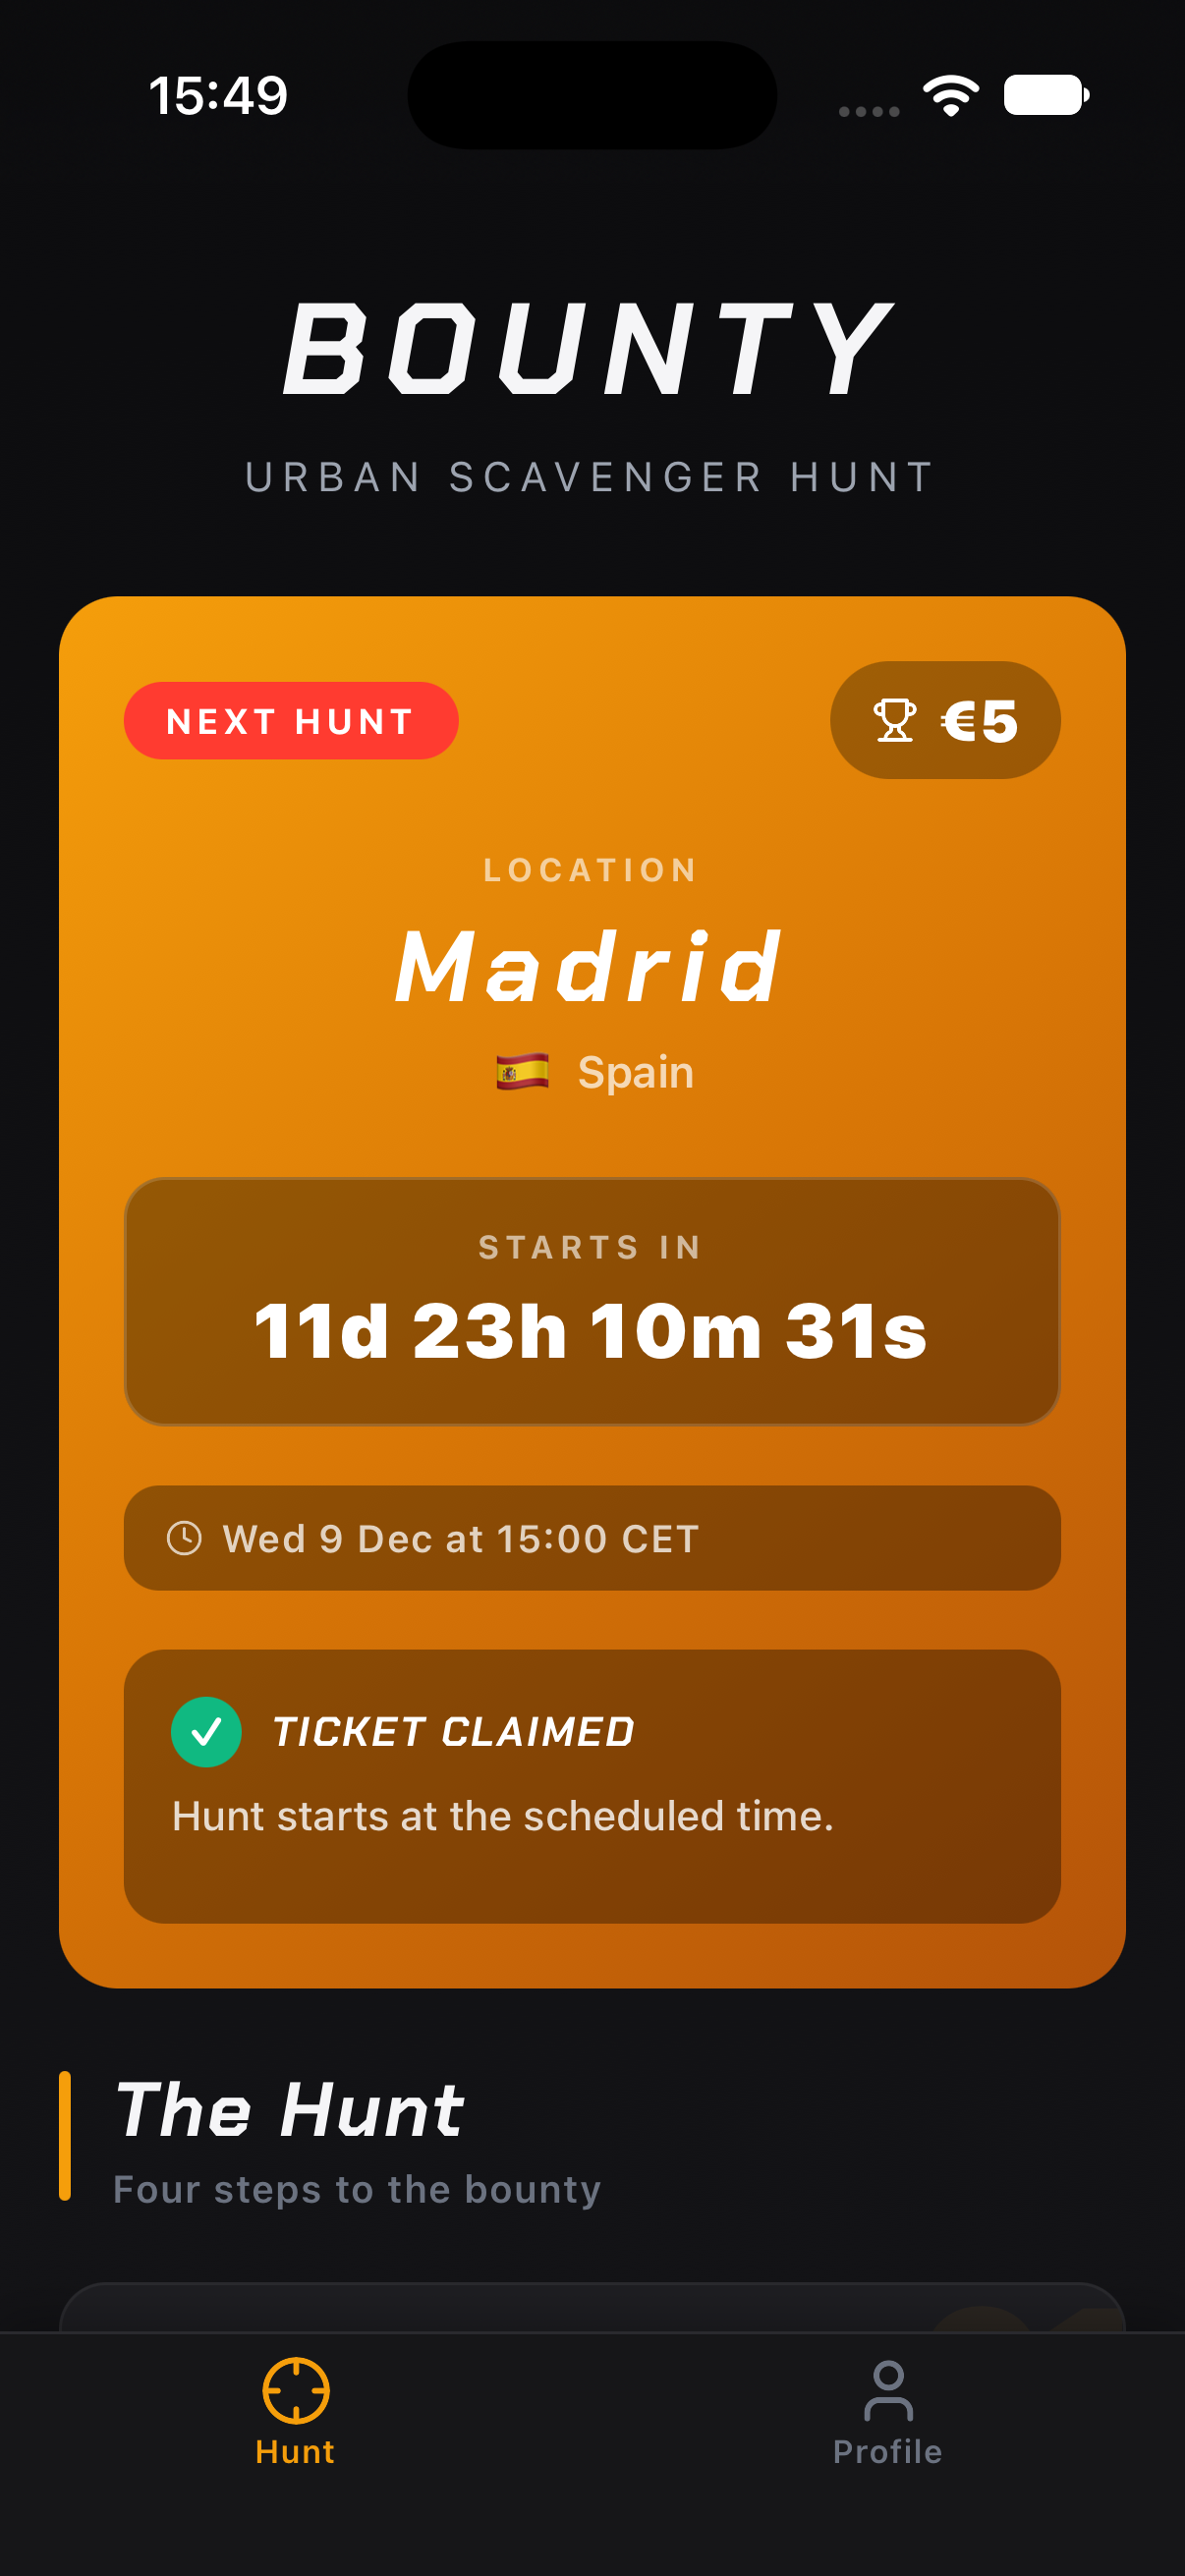 15:49
BOUNTY
URBAN SCAVENGER HUNT
NEXT HUNT
€5
LOCATION
Madrid
🇪🇸 Spain
STARTS IN
11d 23h 10m 31s
Wed 9 Dec at 15:00 CET
TICKET CLAIMED
Hunt starts at the scheduled time.
The Hunt
Four steps to the bounty
Hunt
Profile